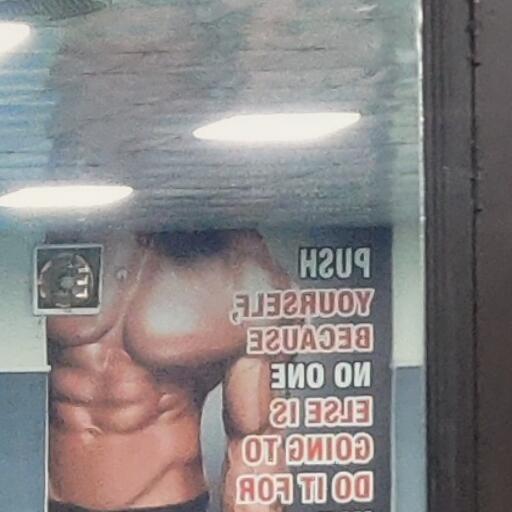 PUSH
YOURSELF,
BECAUSE
NO ONE
ELSE IS
GOING TO
DO IT FOR